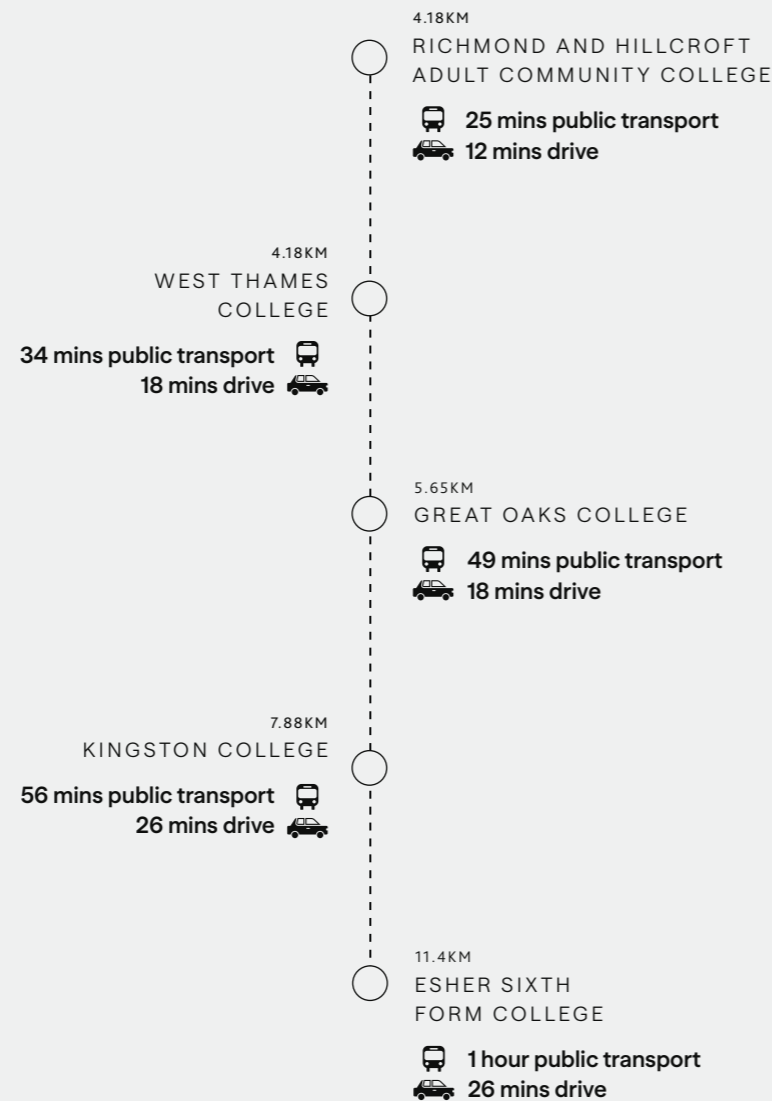 4.18KM
RICHMOND AND HILLCROFT
ADULT COMMUNITY COLLEGE
25 mins public transport
12 mins drive
4.18KM
WEST THAMES
COLLEGE
34 mins public transport
18 mins drive
5.65KM
GREAT OAKS COLLEGE
49 mins public transport
18 mins drive
7.88KM
KINGSTON COLLEGE
56 mins public transport
26 mins drive
11.4KM
ESHER SIXTH
FORM COLLEGE
1 hour public transport
26 mins drive